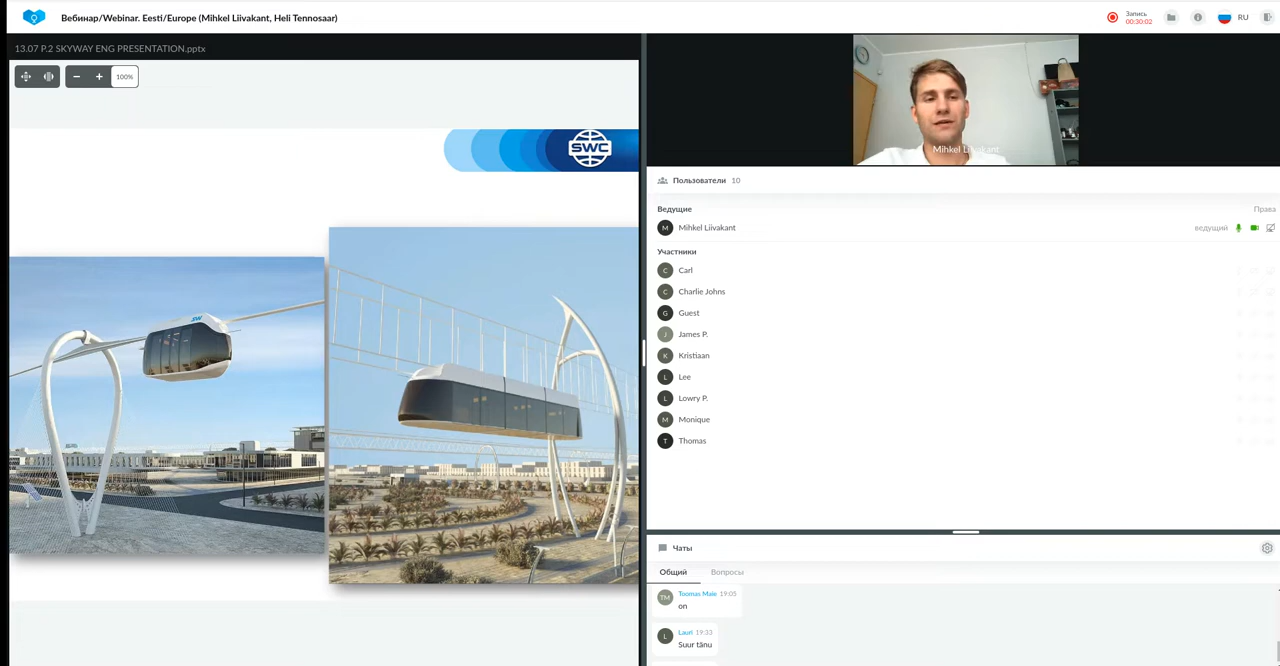 Вебинар/Webinar. Eesti/Europe (Mihkel Liivakant, Heli Tennosaar)
Запись
00:30:02
RU
13.07 P.2 SKYWAY ENG PRESENTATION.pptx
100%
SWC
SW
Mihkel Liivakant
Пользователи 10
Ведущие
Права
M
Mihkel Liivakant
ведущий
Участники
C
Carl
C
Charlie Johns
G
Guest
J
James P.
K
Kristiaan
L
Lee
L
Lowry P.
M
Monique
T
Thomas
Чаты
Общий
Вопросы
TM
Toomas Maie 19:05
on
L
Lauri 19:33
Suur tänu